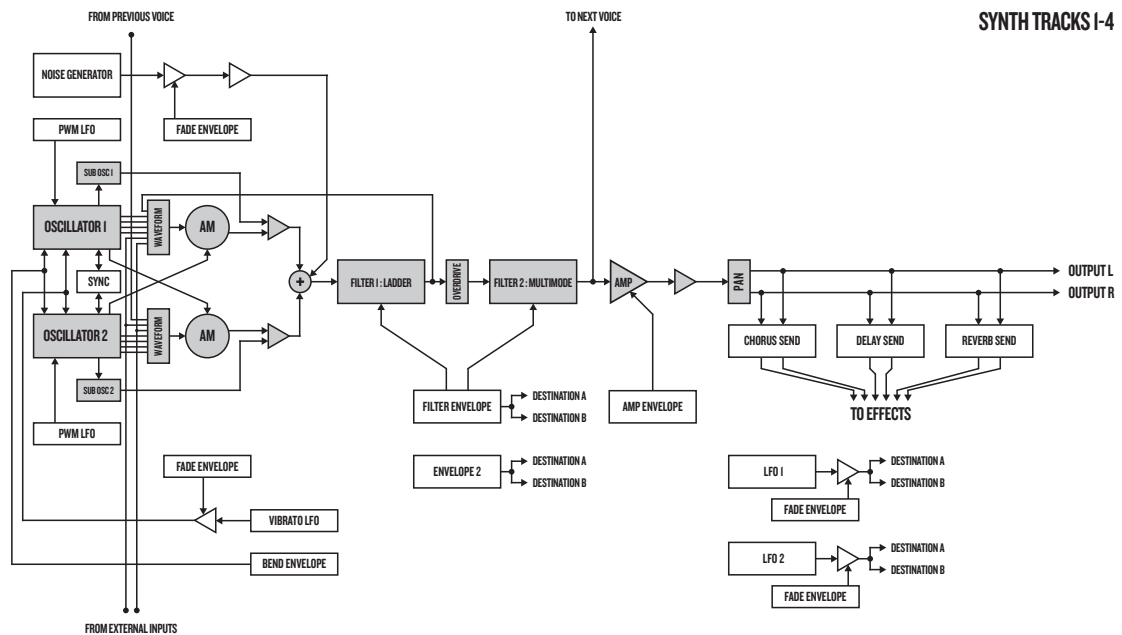 FROM PREVIOUS VOICE
TO NEXT VOICE
SYNTH TRACKS 1-4
NOISE GENERATOR
PWM LFO
FADE ENVELOPE
SUB OSC 1
OSCILLATOR 1
WAVEFORM
AM
SYNC
FILTER 1 : LADDER
OVERDRIVE
FILTER 2 : MULTIMODE
AMP
PAN
OUTPUT L
OUTPUT R
OSCILLATOR 2
WAVEFORM
AM
CHORUS SEND
DELAY SEND
REVERB SEND
SUB OSC 2
PWM LFO
FILTER ENVELOPE
DESTINATION A
DESTINATION B
AMP ENVELOPE
TO EFFECTS
FADE ENVELOPE
ENVELOPE 2
DESTINATION A
DESTINATION B
LFO 1
DESTINATION A
DESTINATION B
FADE ENVELOPE
VIBRATO LFO
BEND ENVELOPE
LFO 2
DESTINATION A
DESTINATION B
FADE ENVELOPE
FROM EXTERNAL INPUTS
+